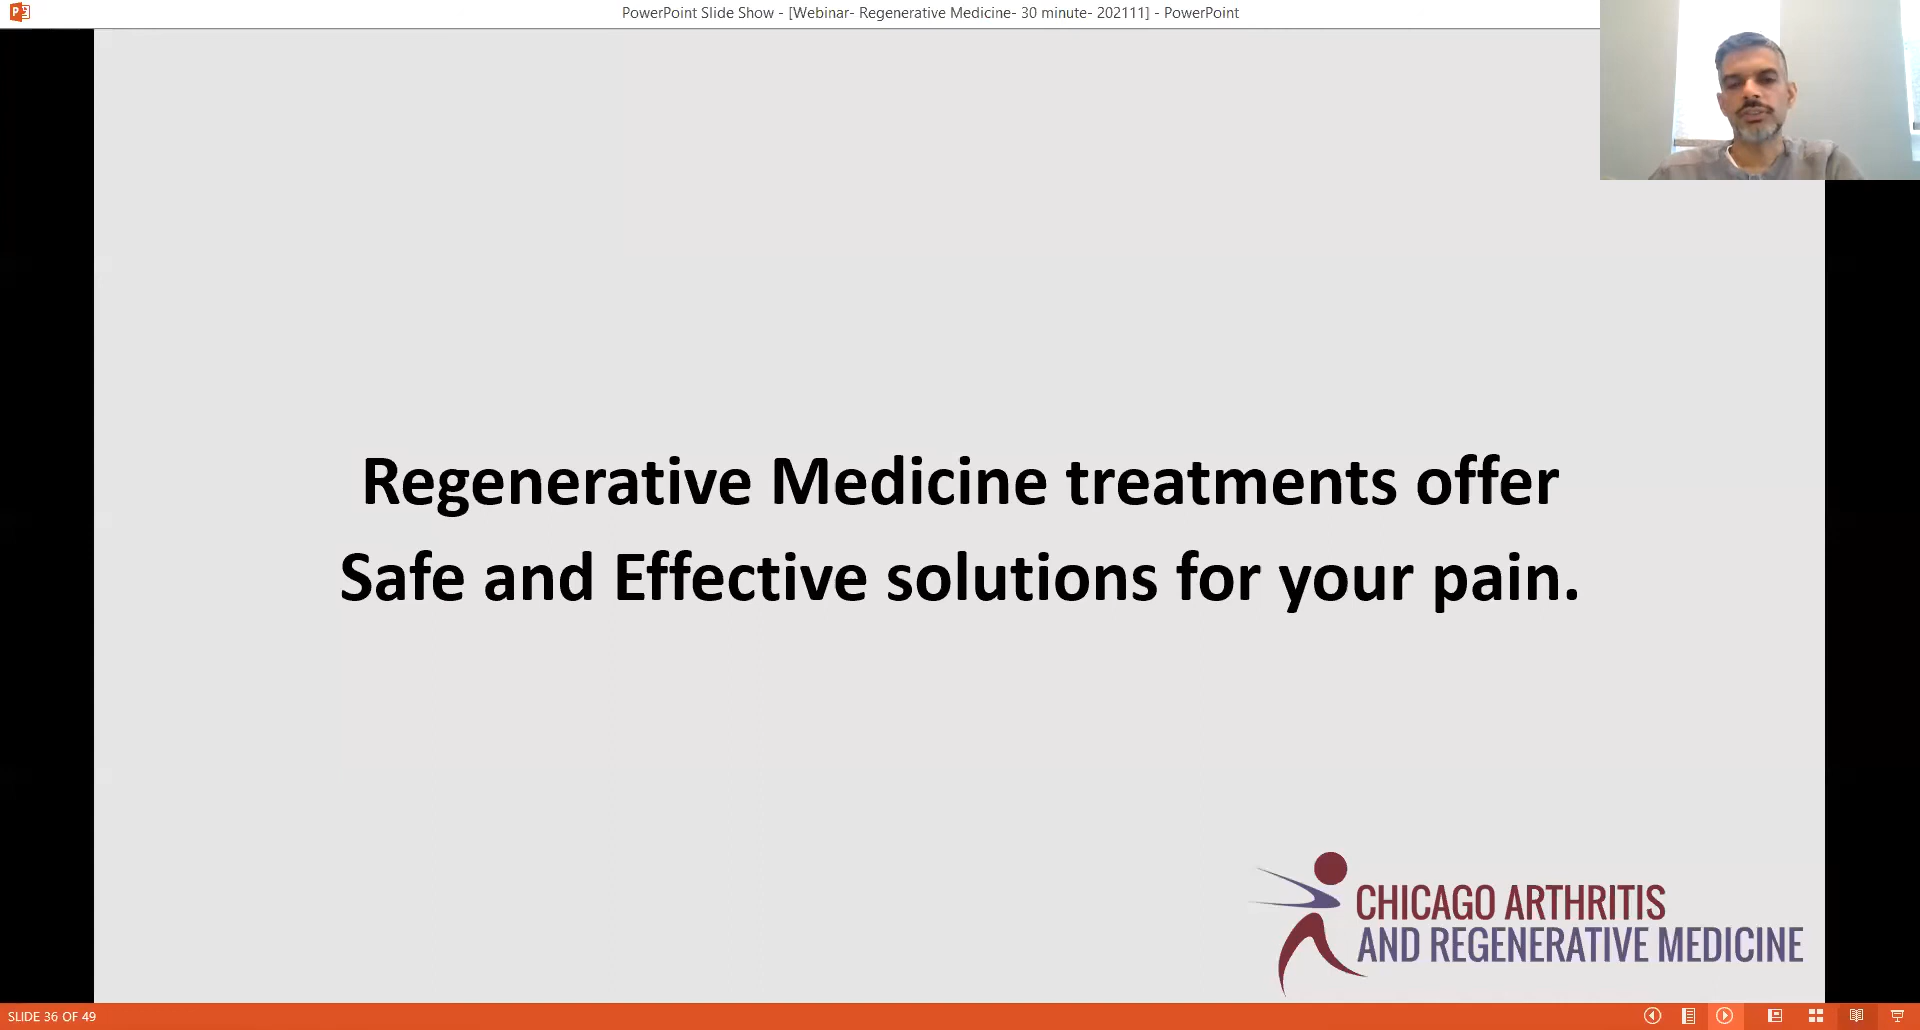 PowerPoint Slide Show - [Webinar- Regenerative Medicine- 30 minute- 202111] - PowerPoint
Regenerative Medicine treatments offer
Safe and Effective solutions for your pain.
CHICAGO ARTHRITIS
AND REGENERATIVE MEDICINE
SLIDE 36 OF 49